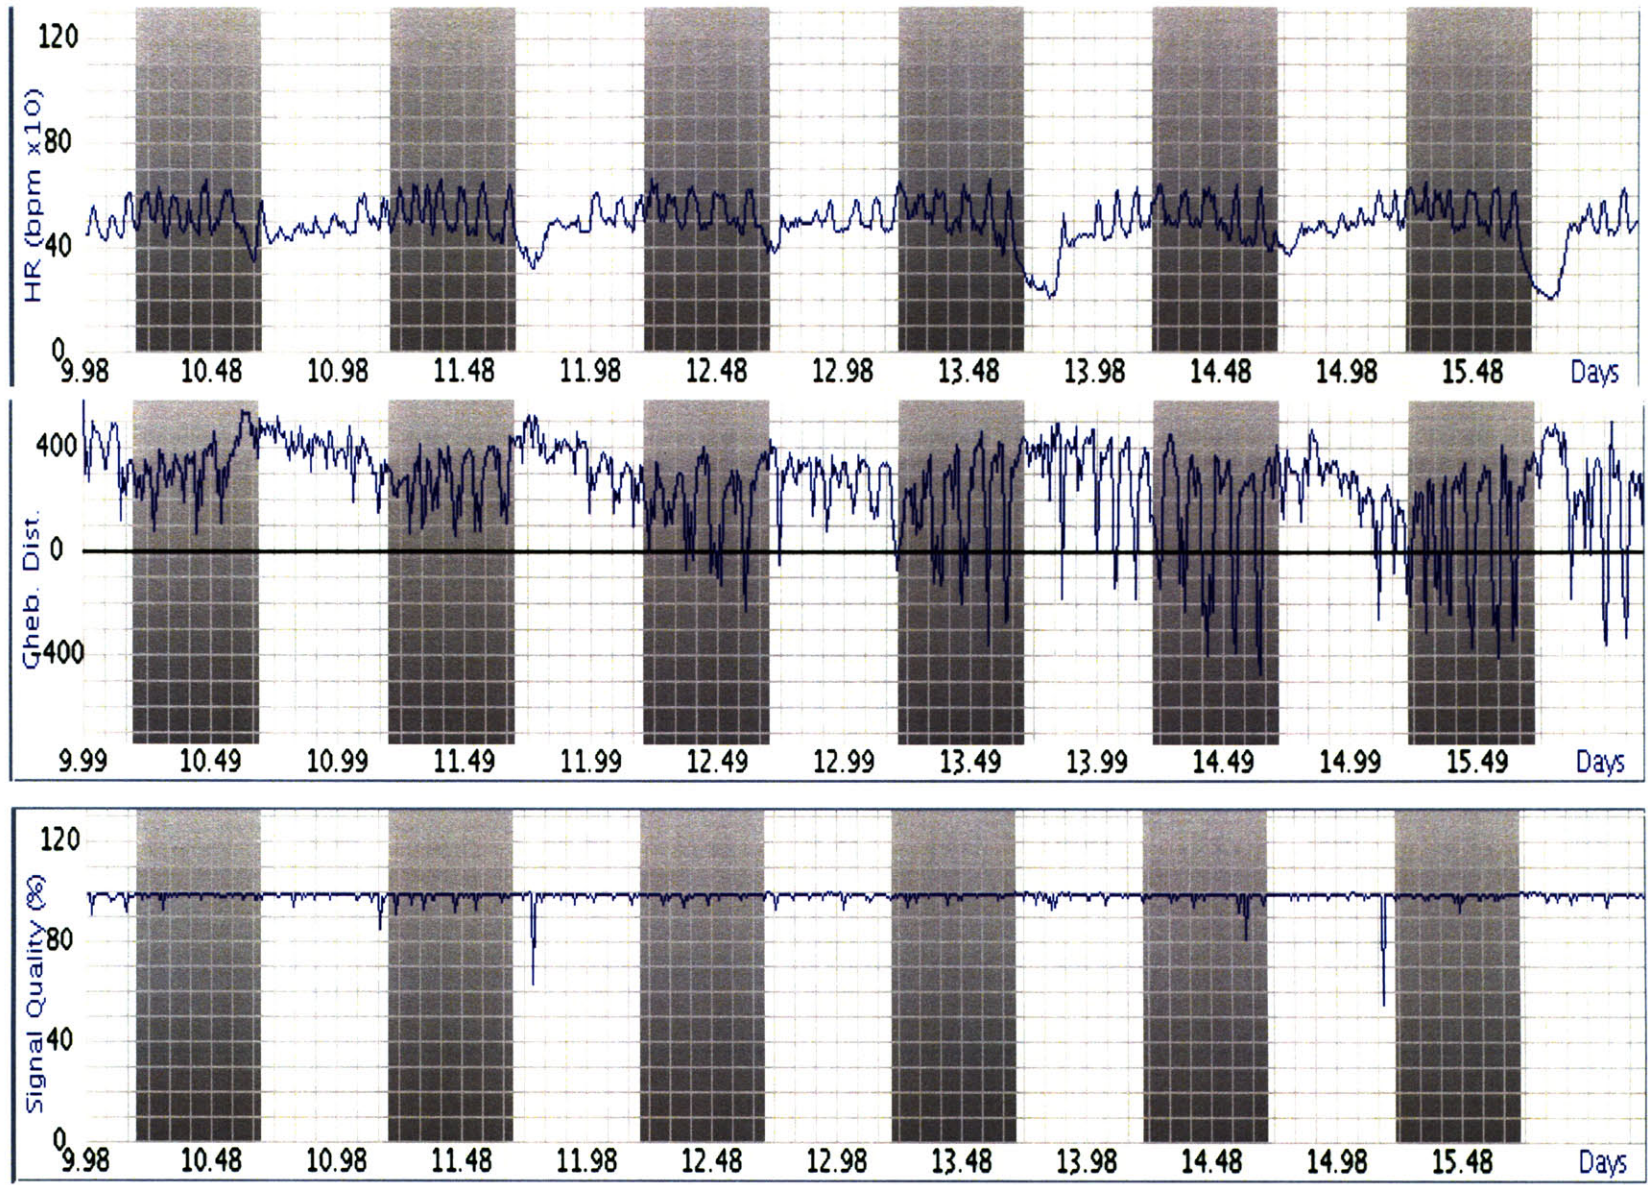 HR (bpm x10)
120
80
40
0
9.98 10.48 10.98 11.48 11.98 12.48 12.98 13.48 13.98 14.48 14.98 15.48 Days
Cheb. Dist.
400
0
-400
9.99 10.49 10.99 11.49 11.99 12.49 12.99 13.49 13.99 14.49 14.99 15.49 Days
Signal Quality (%)
120
80
40
0
9.98 10.48 10.98 11.48 11.98 12.48 12.98 13.48 13.98 14.48 14.98 15.48 Days